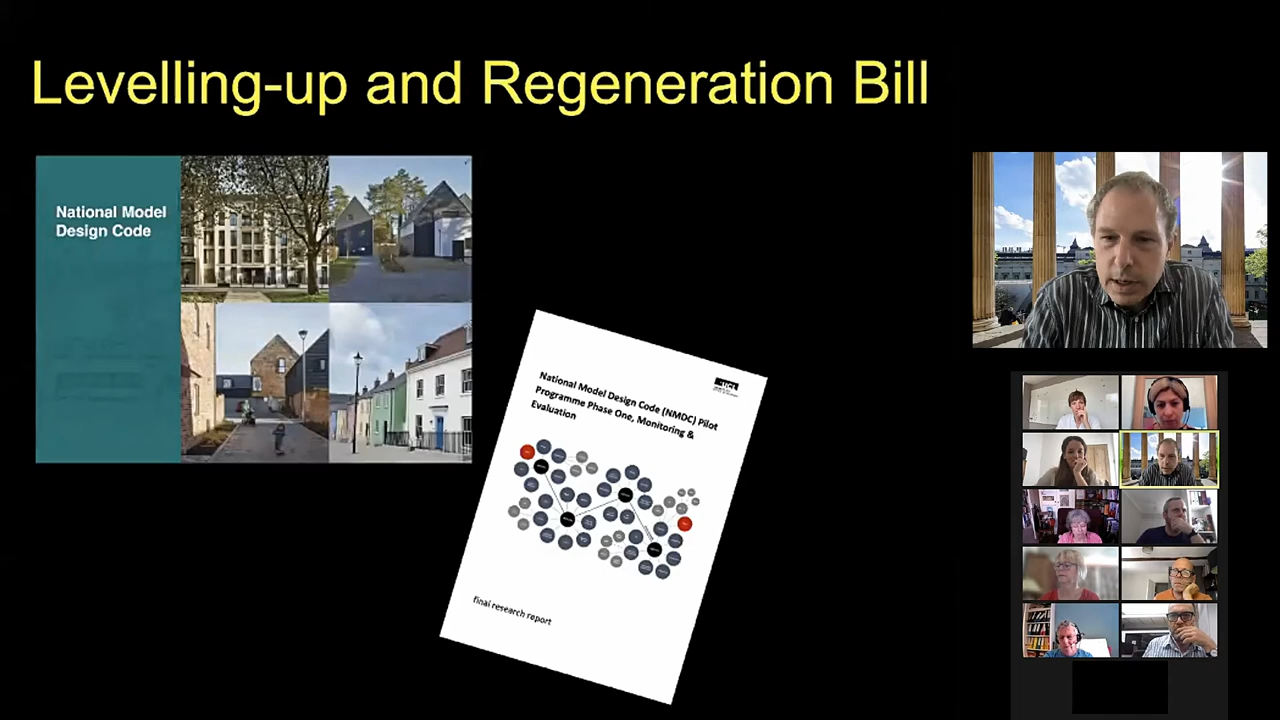 Levelling-up and Regeneration Bill
National Model
Design Code
National Model Design Code (NMDC) Pilot
Programme Phase One, Monitoring &
Evaluation
UCL
final research report